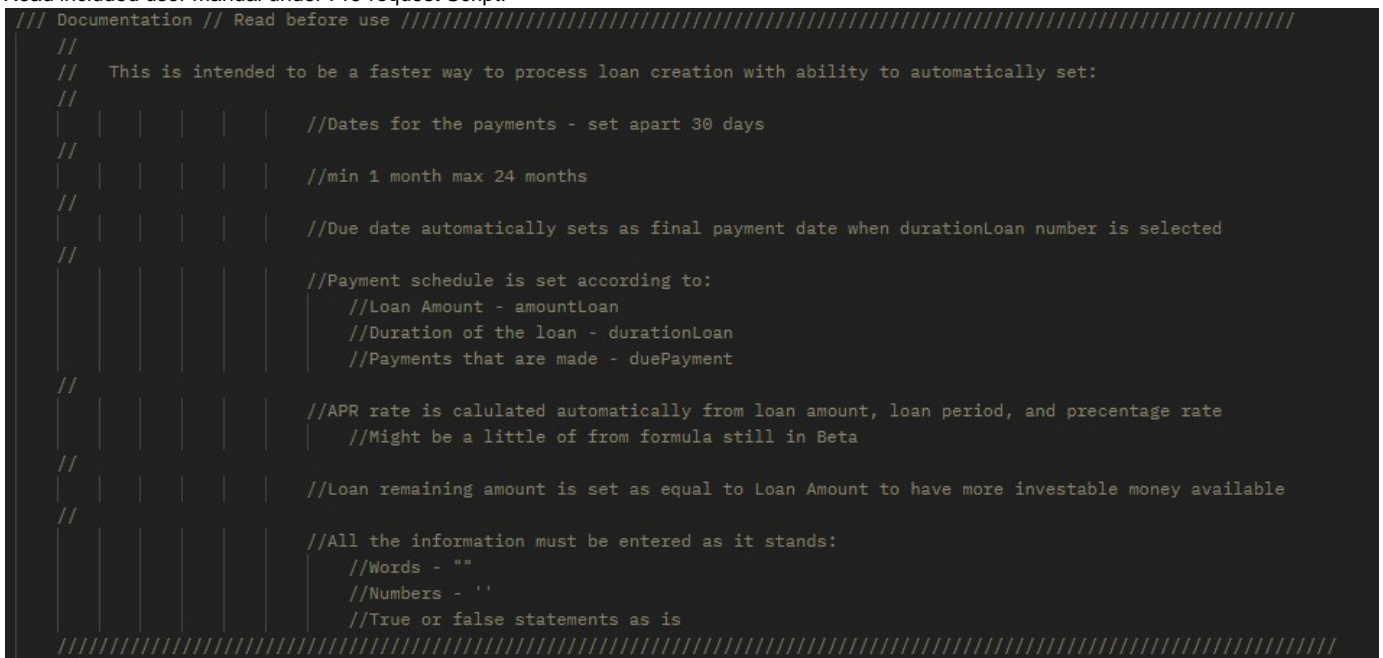 Read included user manual under Pre-request Script.
/// Documentation // Read before use //////////////////////////////////////////////////////////////////////////////////////
//
//   This is intended to be a faster way to process loan creation with ability to automatically set:
//
//Dates for the payments - set apart 30 days
//
//min 1 month max 24 months
//
//Due date automatically sets as final payment date when durationLoan number is selected
//
//Payment schedule is set according to:
//Loan Amount - amountLoan
//Duration of the loan - durationLoan
//Payments that are made - duePayment
//
//APR rate is calulated automatically from loan amount, loan period, and precentage rate
//Might be a little of from formula still in Beta
//
//Loan remaining amount is set as equal to Loan Amount to have more investable money available
//
//All the information must be entered as it stands:
//Words - ""
//Numbers - ''
//True or false statements as is
///////////////////////////////////////////////////////////////////////////////////////////////////////////////////////////